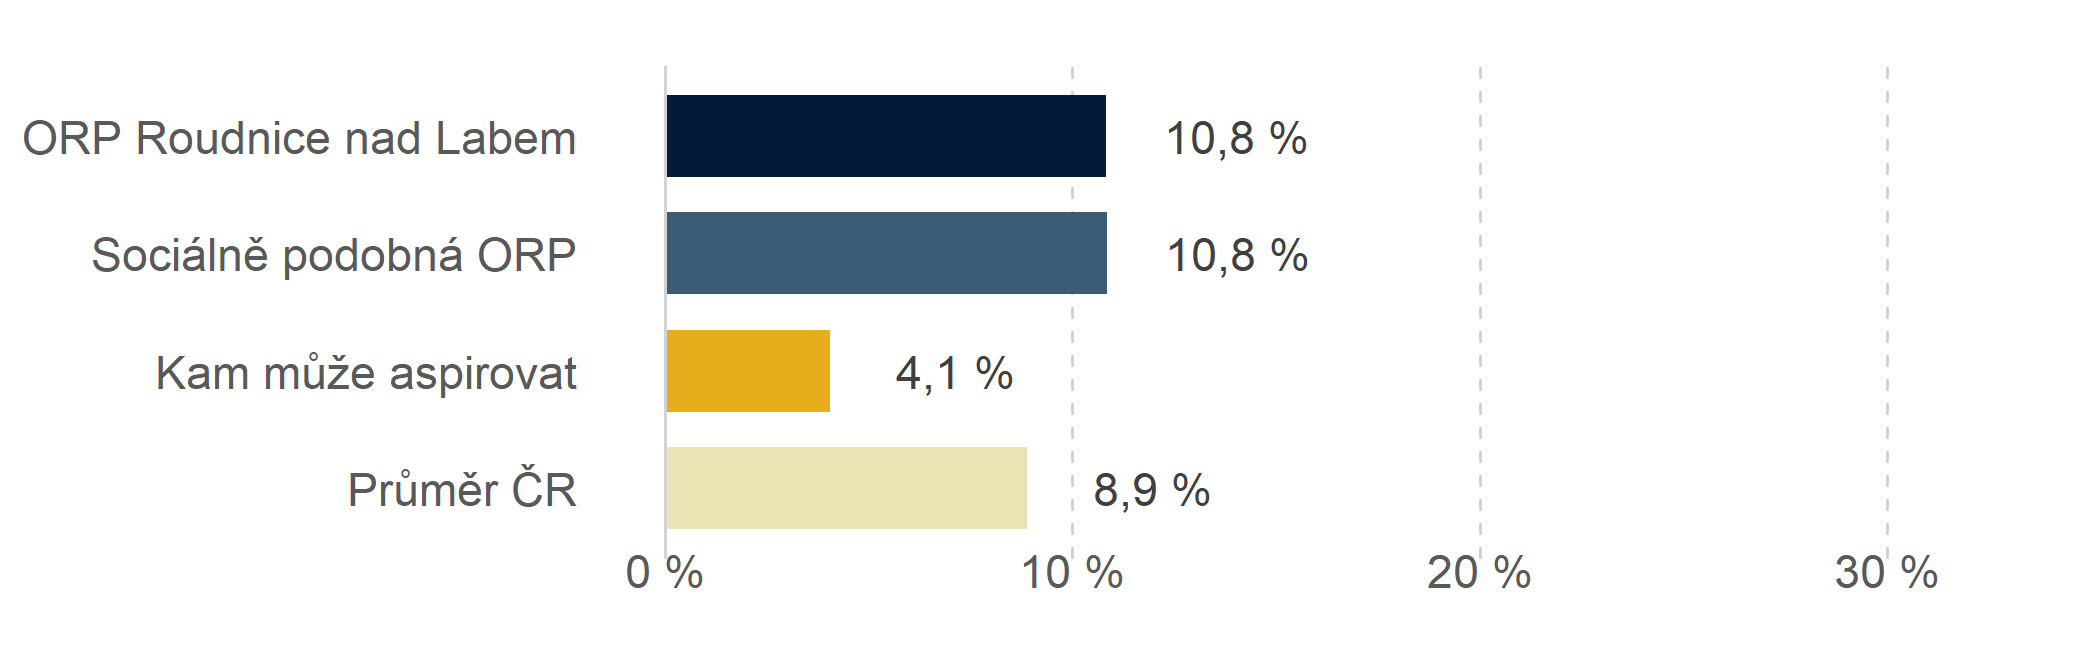 ORP Roudnice nad Labem
10,8 %
Sociálně podobná ORP
10,8 %
Kam může aspirovat
4,1 %
Průměr ČR
8,9 %
0 %
10 %
20 %
30 %